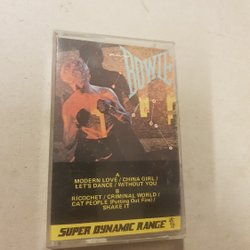 BOWIE
A
MODERN LOVE / CHINA GIRL /
LET'S DANCE / WITHOUT YOU
B
RICOCHET / CRIMINAL WORLD /
CAT PEOPLE (Putting Out Fire) /
SHAKE IT
SUPER DYNAMIC RANGE